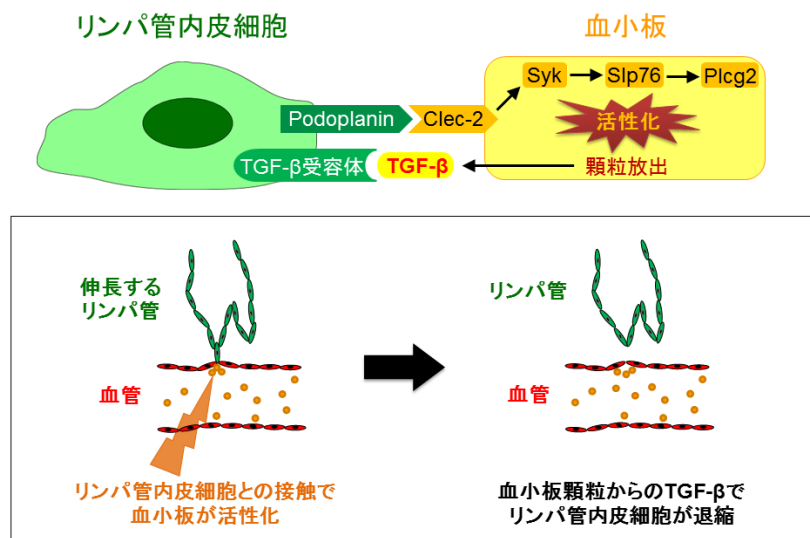 リンパ管内皮細胞
血小板
Syk
Slp76
Plcg2
Podoplanin
Clec-2
活性化
TGF-β受容体
TGF-β
顆粒放出
伸長する
リンパ管
血管
リンパ管内皮細胞との接触で
血小板が活性化
リンパ管
血管
血小板顆粒からのTGF-βで
リンパ管内皮細胞が退縮